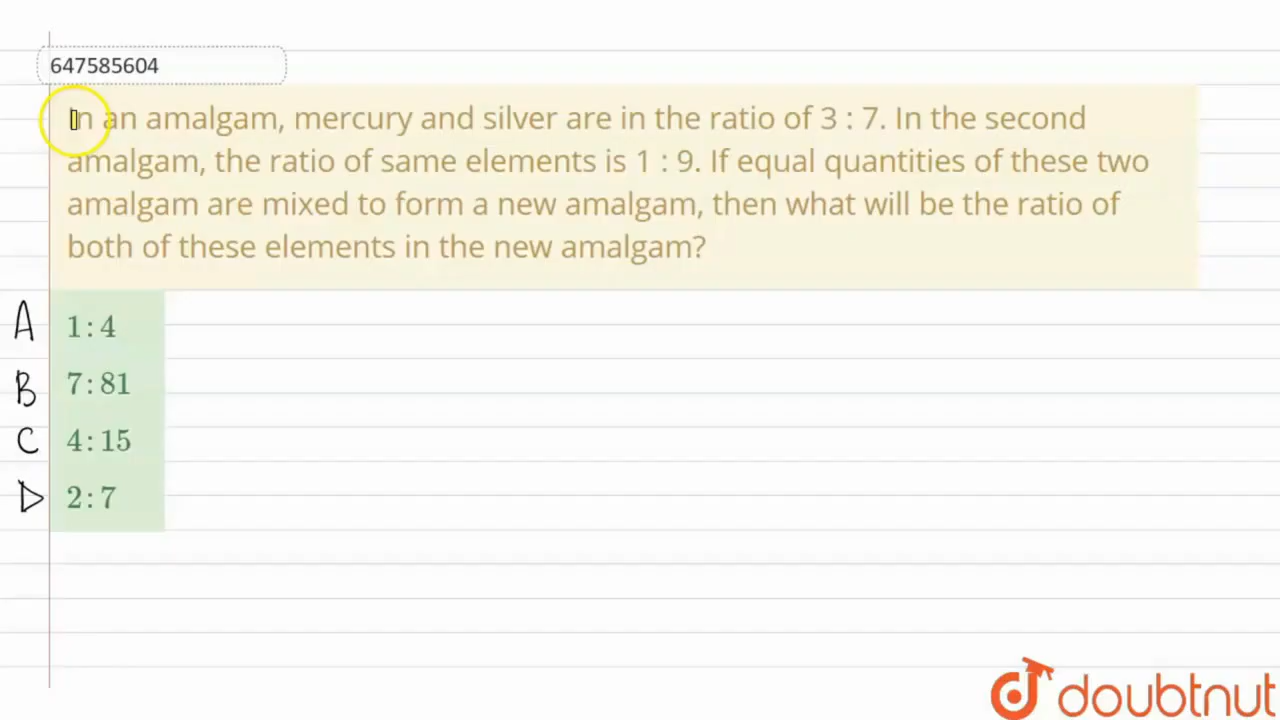 647585604
In an amalgam, mercury and silver are in the ratio of 3 : 7. In the second
amalgam, the ratio of same elements is 1 : 9. If equal quantities of these two
amalgam are mixed to form a new amalgam, then what will be the ratio of
both of these elements in the new amalgam?
A 1 : 4
B 7 : 81
C 4 : 15
D 2 : 7
doubtnut